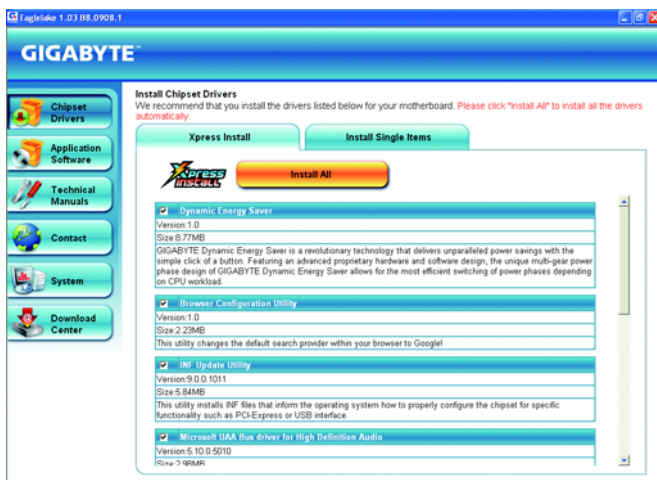 Eaglelake 1.03 B8.0908.1
GIGABYTE™
Chipset
Drivers
Application
Software
Technical
Manuals
Contact
System
Download
Center
Install Chipset Drivers
We recommend that you install the drivers listed below for your motherboard. Please click "Install All" to install all the drivers
automatically.
Xpress Install
Install Single Items
Xpress
INSTALL
Install All
Dynamic Energy Saver
Version:1.0
Size:8.77MB
GIGABYTE Dynamic Energy Saver is a revolutionary technology that delivers unparalleled power savings with the
simple click of a button. Featuring an advanced proprietary hardware and software design, the unique multi-gear power
phase design of GIGABYTE Dynamic Energy Saver allows for the most efficient switching of power phases depending
on CPU workload.
Browser Configuration Utility
Version:1.0
Size:2.23MB
This utility changes the default search provider within your browser to Google!
INF Update Utility
Version:9.0.0.1011
Size:5.84MB
This utility installs INF files that inform the operating system how to properly configure the chipset for specific
functionality such as PCI-Express or USB interface.
Microsoft UAA Bus driver for High Definition Audio
Version:5.10.0.5010
Size:2.98MB